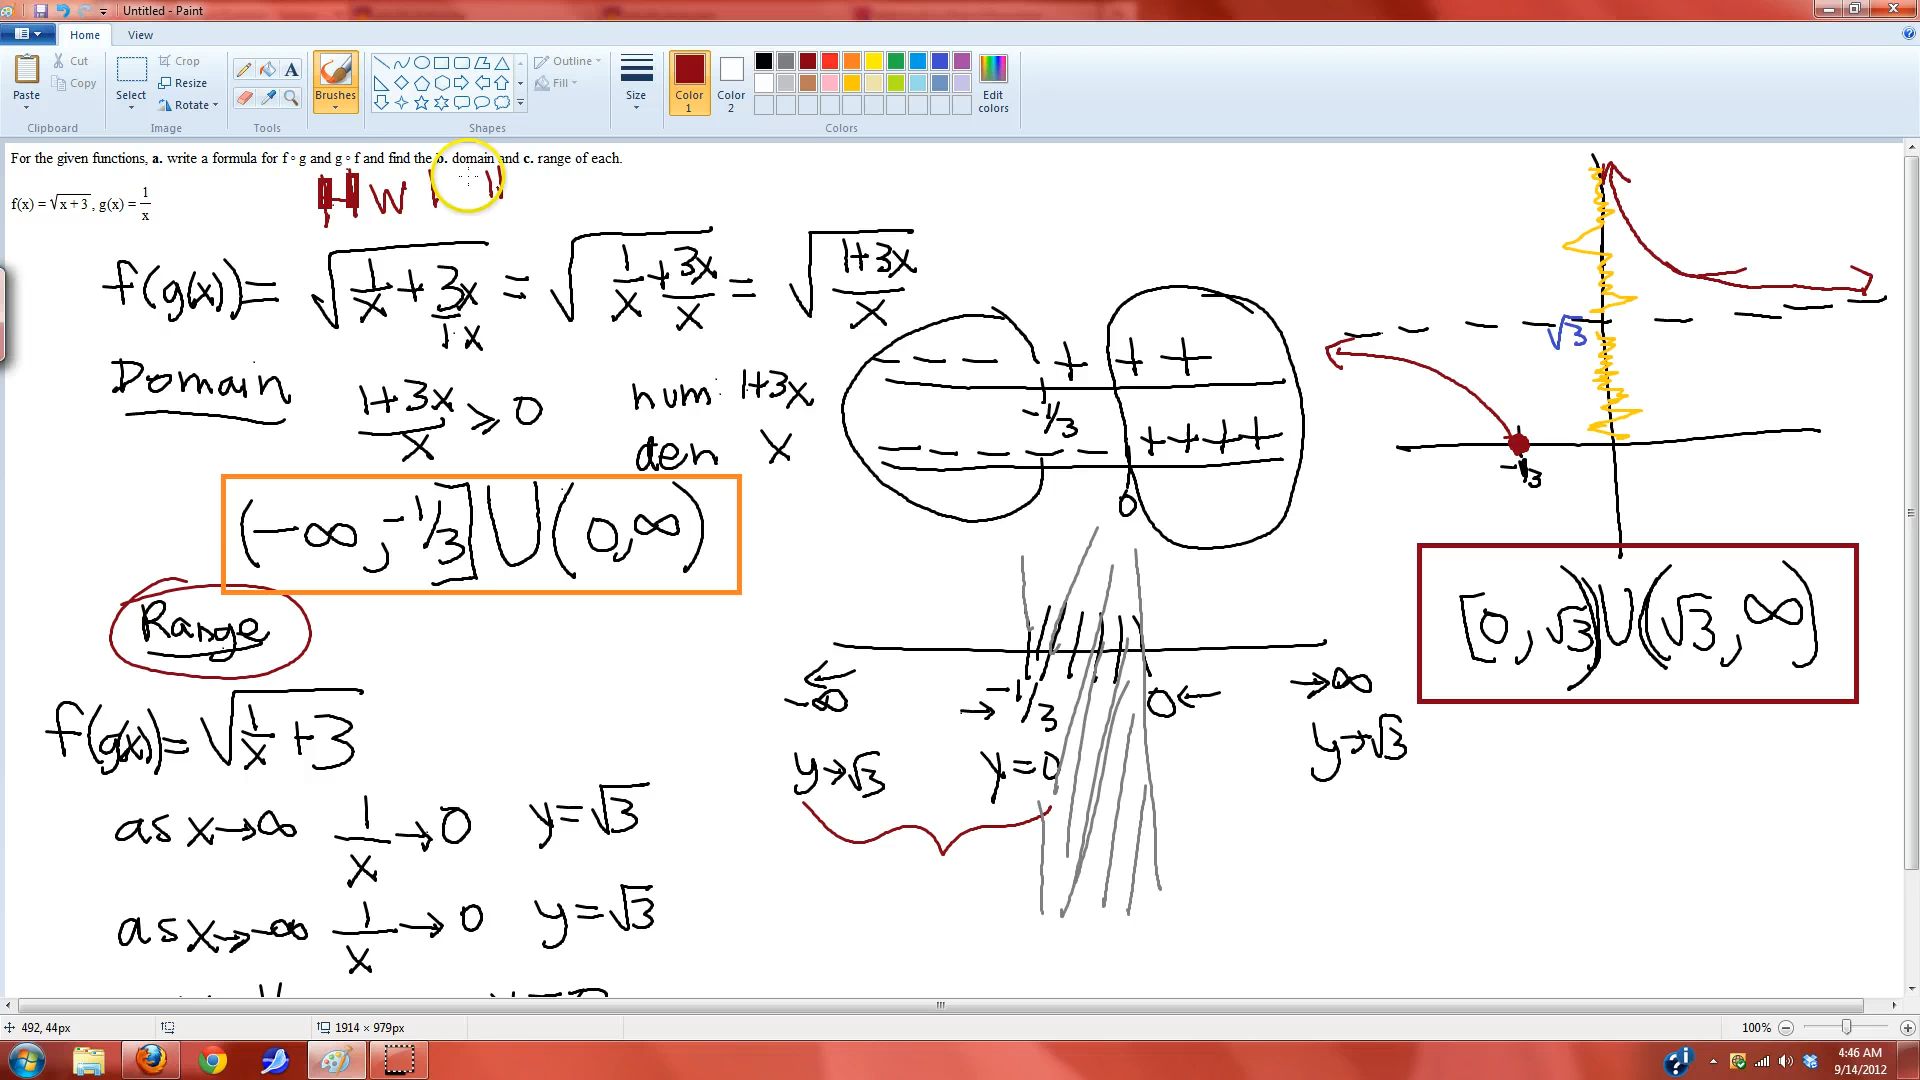 Untitled - Paint
Home View
Paste
Cut
Copy
Clipboard
Select
Crop
Resize
Rotate
Image
Tools
Brushes
Shapes
Outline
Fill
Size
Color 1
Color 2
Edit colors
Colors
For the given functions, a. write a formula for f∘g and g∘f and find the b. domain and c. range of each.
f(x) = √x + 3 , g(x) = 1/x
HW
f(g(x)) = √(1/x + 3x/1·x) = √(1/x + 3x/x) = √((1+3x)/x)
Domain
(1+3x)/x ≥ 0
num: 1+3x
den x
- - - + + +
-1/3
- - - - - + + + +
0
(-∞, -1/3] ∪ (0, ∞)
Range
f(g(x)) = √(1/x + 3)
as x→∞ 1/x → 0 y = √3
as x→-∞ 1/x → 0 y = √3
← -∞ → -1/3 0 ← → ∞
y→√3 y = 0 y→√3
√3
-1/3
[0, √3) ∪ (√3, ∞)
492, 44px
1914 × 979px
100%
4:46 AM
9/14/2012